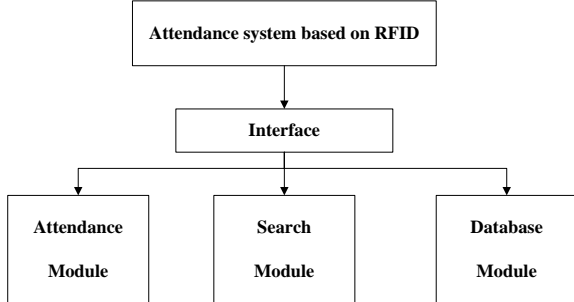 Attendance system based on RFID
Interface
Attendance
Module
Search
Module
Database
Module